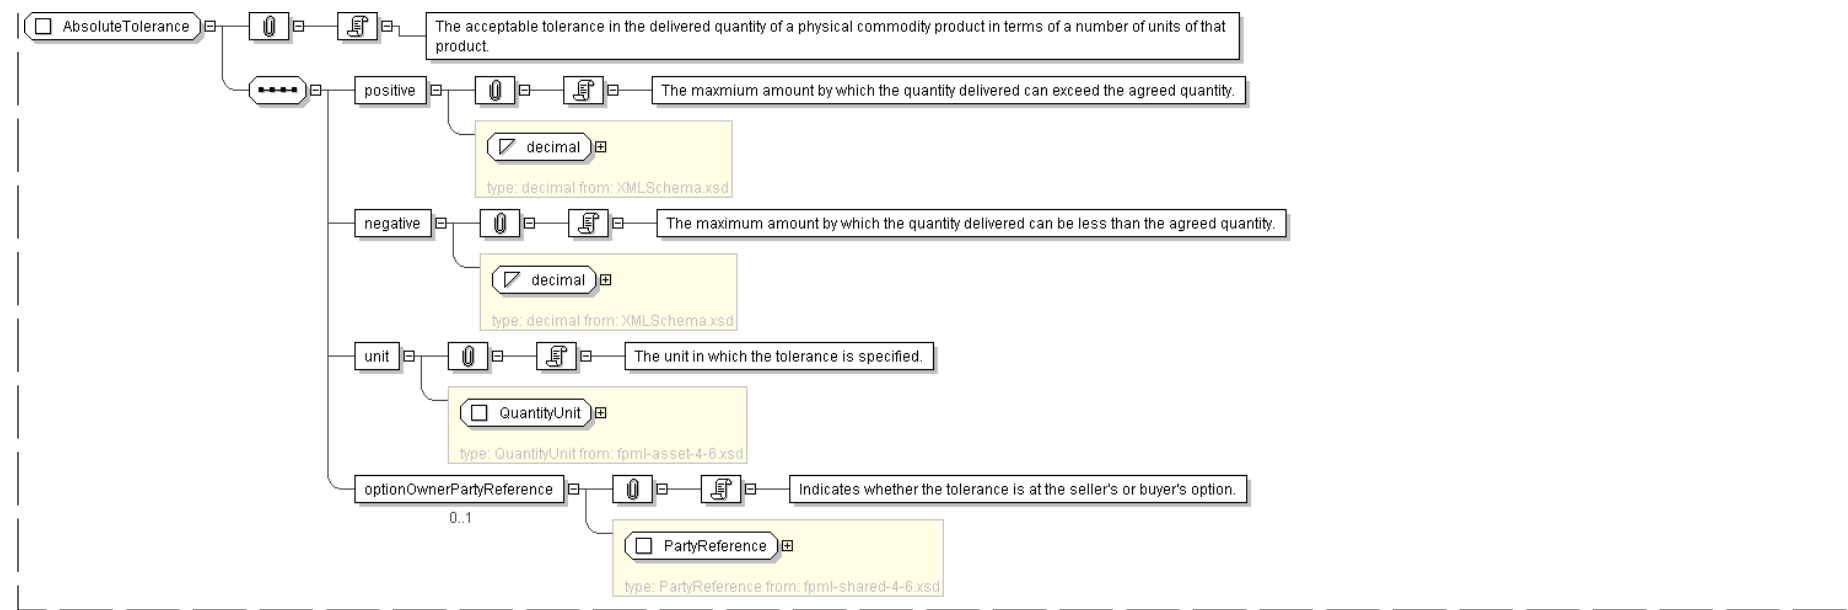 AbsoluteTolerance
The acceptable tolerance in the delivered quantity of a physical commodity product in terms of a number of units of that
product.
positive
The maxmium amount by which the quantity delivered can exceed the agreed quantity.
decimal
type: decimal from: XMLSchema.xsd
negative
The maximum amount by which the quantity delivered can be less than the agreed quantity.
decimal
type: decimal from: XMLSchema.xsd
unit
The unit in which the tolerance is specified.
QuantityUnit
type: QuantityUnit from: fpml-asset-4-6.xsd
optionOwnerPartyReference
Indicates whether the tolerance is at the seller's or buyer's option.
0..1
PartyReference
type: PartyReference from: fpml-shared-4-6.xsd